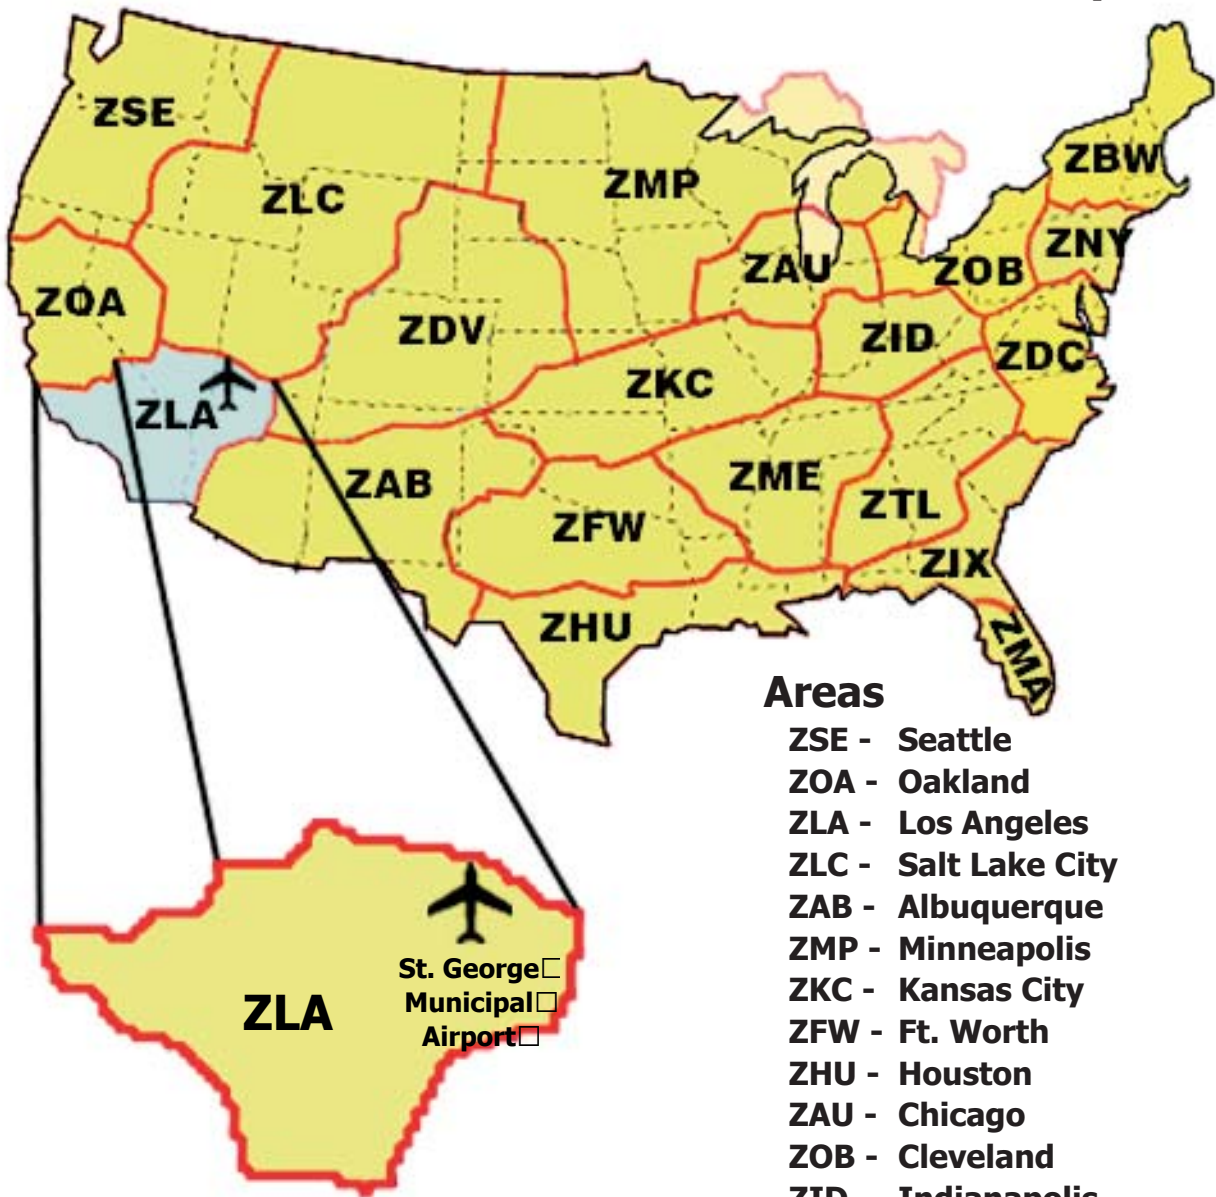 ZSE
ZLC
ZMP
ZBW
ZNY
ZAU
ZOB
ZOA
ZDV
ZID
ZDC
ZKC
ZLA
ZAB
ZME
ZTL
ZFW
ZIX
ZHU
ZMA
Areas
ZSE - Seattle
ZOA - Oakland
ZLA - Los Angeles
ZLC - Salt Lake City
ZAB - Albuquerque
ZMP - Minneapolis
ZKC - Kansas City
ZFW - Ft. Worth
ZHU - Houston
ZAU - Chicago
ZOB - Cleveland
ZID - Indianapolis
St. George□
Municipal□
Airport□
ZLA